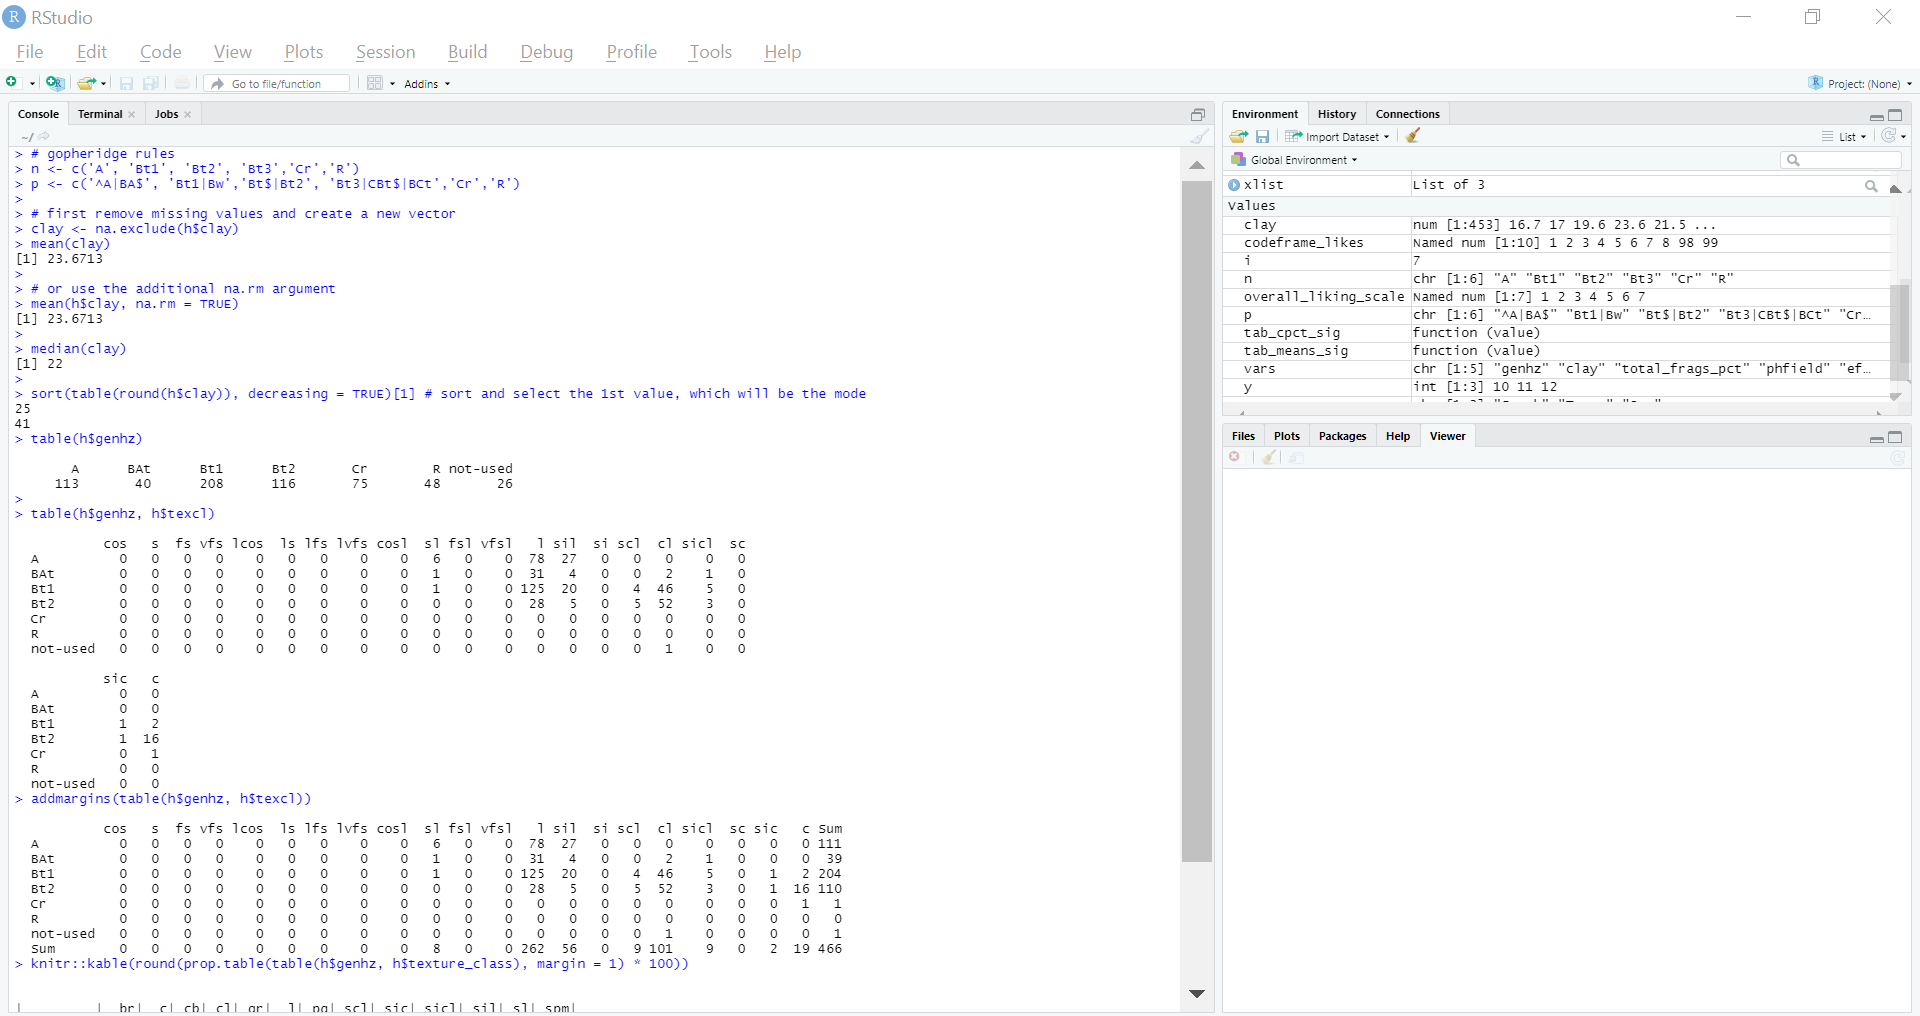 RStudio
File Edit Code View Plots Session Build Debug Profile Tools Help
Go to file/function Addins Project: (None)
Console Terminal Jobs
~/
> # gopheridge rules
> n <- c('A', 'Bt1', 'Bt2', 'Bt3','Cr','R')
> p <- c('^A|BA$', 'Bt1|Bw','Bt$|Bt2', 'Bt3|CBt$|BCt','Cr','R')
>
> # first remove missing values and create a new vector
> clay <- na.exclude(h$clay)
> mean(clay)
[1] 23.6713
>
> # or use the additional na.rm argument
> mean(h$clay, na.rm = TRUE)
[1] 23.6713
>
> median(clay)
[1] 22
>
> sort(table(round(h$clay)), decreasing = TRUE)[1] # sort and select the 1st value, which will be the mode
25
41
> table(h$genhz)
A BAt Bt1 Bt2 Cr R not-used
113 40 208 116 75 48 26
>
> table(h$genhz, h$texcl)
cos s fs vfs lcos ls lfs lvfs cosl sl fsl vfsl l sil si scl cl sicl sc
A 0 0 0 0 0 0 0 0 0 6 0 0 78 27 0 0 0 0 0
BAt 0 0 0 0 0 0 0 0 0 1 0 0 31 4 0 0 2 1 0
Bt1 0 0 0 0 0 0 0 0 0 1 0 0 125 20 0 4 46 5 0
Bt2 0 0 0 0 0 0 0 0 0 0 0 0 28 5 0 5 52 3 0
Cr 0 0 0 0 0 0 0 0 0 0 0 0 0 0 0 0 0 0 0
R 0 0 0 0 0 0 0 0 0 0 0 0 0 0 0 0 0 0 0
not-used 0 0 0 0 0 0 0 0 0 0 0 0 0 0 0 0 1 0 0
sic c
A 0 0
BAt 0 0
Bt1 1 2
Bt2 1 16
Cr 0 1
R 0 0
not-used 0 0
> addmargins(table(h$genhz, h$texcl))
cos s fs vfs lcos ls lfs lvfs cosl sl fsl vfsl l sil si scl cl sicl sc sic c Sum
A 0 0 0 0 0 0 0 0 0 6 0 0 78 27 0 0 0 0 0 0 0 111
BAt 0 0 0 0 0 0 0 0 0 1 0 0 31 4 0 0 2 1 0 0 0 39
Bt1 0 0 0 0 0 0 0 0 0 1 0 0 125 20 0 4 46 5 0 1 2 204
Bt2 0 0 0 0 0 0 0 0 0 0 0 0 28 5 0 5 52 3 0 1 16 110
Cr 0 0 0 0 0 0 0 0 0 0 0 0 0 0 0 0 0 0 0 0 1 1
R 0 0 0 0 0 0 0 0 0 0 0 0 0 0 0 0 0 0 0 0 0 0
not-used 0 0 0 0 0 0 0 0 0 0 0 0 0 0 0 0 1 0 0 0 0 1
Sum 0 0 0 0 0 0 0 0 0 8 0 0 262 56 0 9 101 9 0 2 19 466
> knitr::kable(round(prop.table(table(h$genhz, h$texture_class), margin = 1) * 100))
| | br| c| cb| cl| gr| l| pg| scl| sic| sicl| sil| sl| spm|
Environment History Connections
Import Dataset List
Global Environment
xlist List of 3
Values
clay num [1:453] 16.7 17 19.6 23.6 21.5 ...
codeframe_likes Named num [1:10] 1 2 3 4 5 6 7 8 98 99
i 7
n chr [1:6] "A" "Bt1" "Bt2" "Bt3" "Cr" "R"
overall_liking_scale Named num [1:7] 1 2 3 4 5 6 7
p chr [1:6] "^A|BA$" "Bt1|Bw" "Bt$|Bt2" "Bt3|CBt$|BCt" "Cr…
tab_cpct_sig function (value)
tab_means_sig function (value)
vars chr [1:5] "genhz" "clay" "total_frags_pct" "phfield" "ef…
y int [1:3] 10 11 12
Files Plots Packages Help Viewer